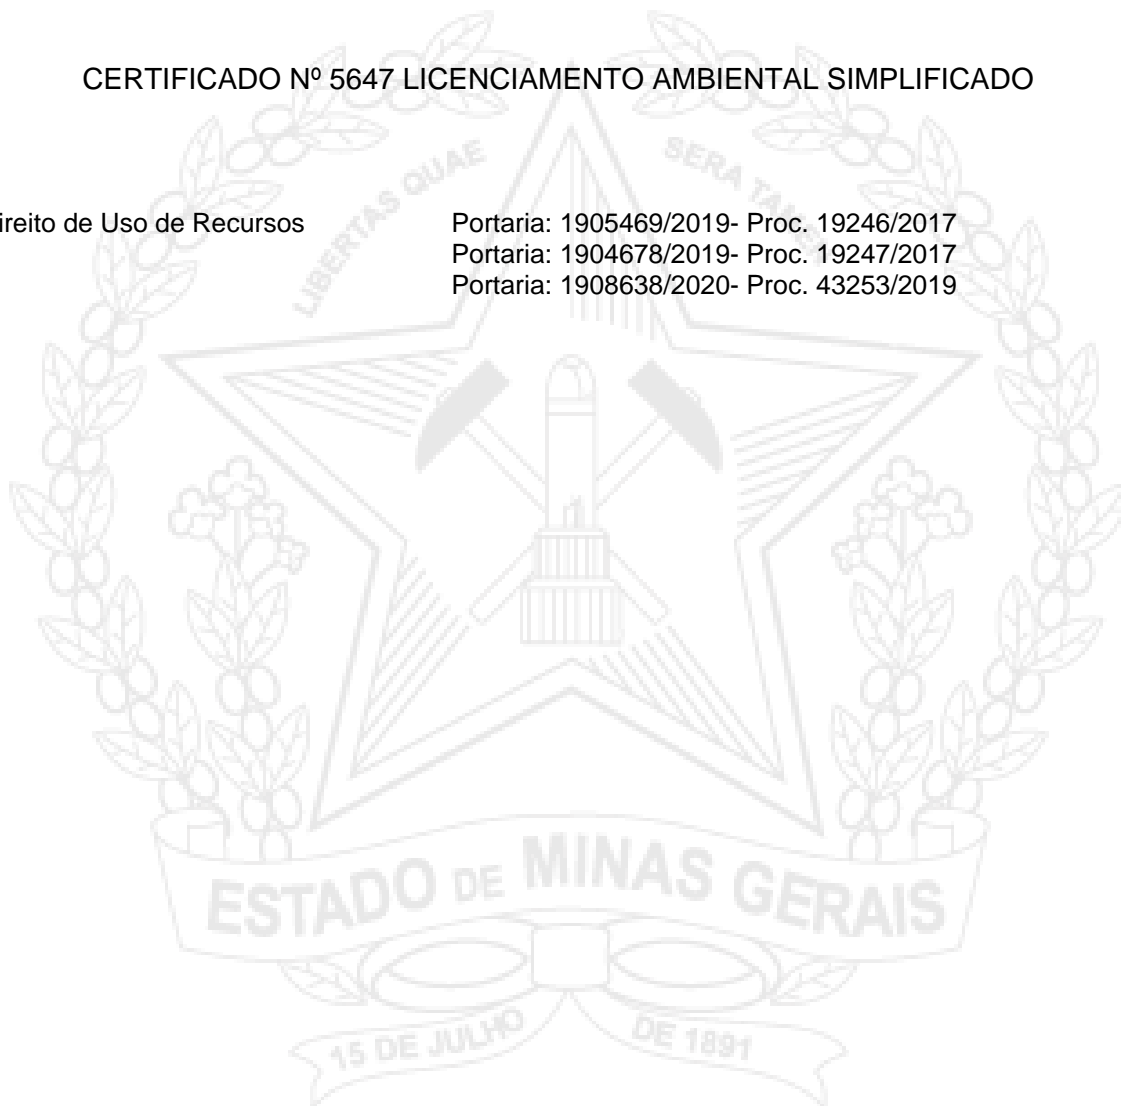 CERTIFICADO Nº 5647 LICENCIAMENTO AMBIENTAL SIMPLIFICADO
LIBERTAS QUAE SERA TAMEN
ireito de Uso de Recursos Portaria: 1905469/2019- Proc. 19246/2017
Portaria: 1904678/2019- Proc. 19247/2017
Portaria: 1908638/2020- Proc. 43253/2019
ESTADO DE MINAS GERAIS
15 DE JULHO DE 1891